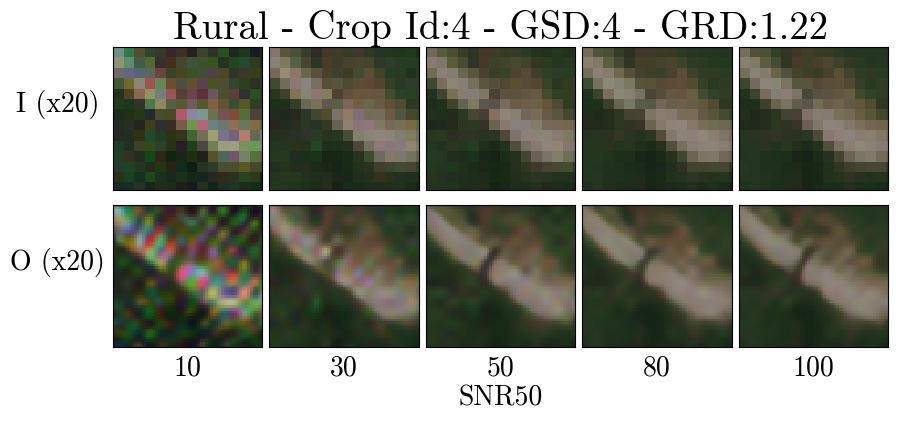 Rural - Crop Id:4 - GSD:4 - GRD:1.22
I (x20)
O (x20)
10 30 50 80 100
SNR50